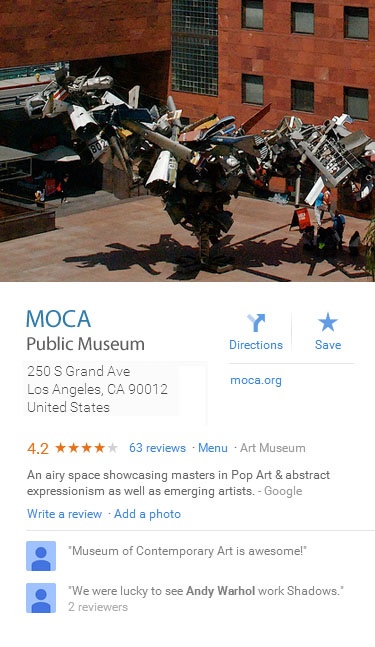 MOCA
Public Museum
250 S Grand Ave
Los Angeles, CA 90012
United States
Directions
Save
moca.org
4.2 ★★★★★ 63 reviews · Menu · Art Museum
An airy space showcasing masters in Pop Art & abstract
expressionism as well as emerging artists. - Google
Write a review · Add a photo
"Museum of Contemporary Art is awesome!"
"We were lucky to see Andy Warhol work Shadows."
2 reviewers